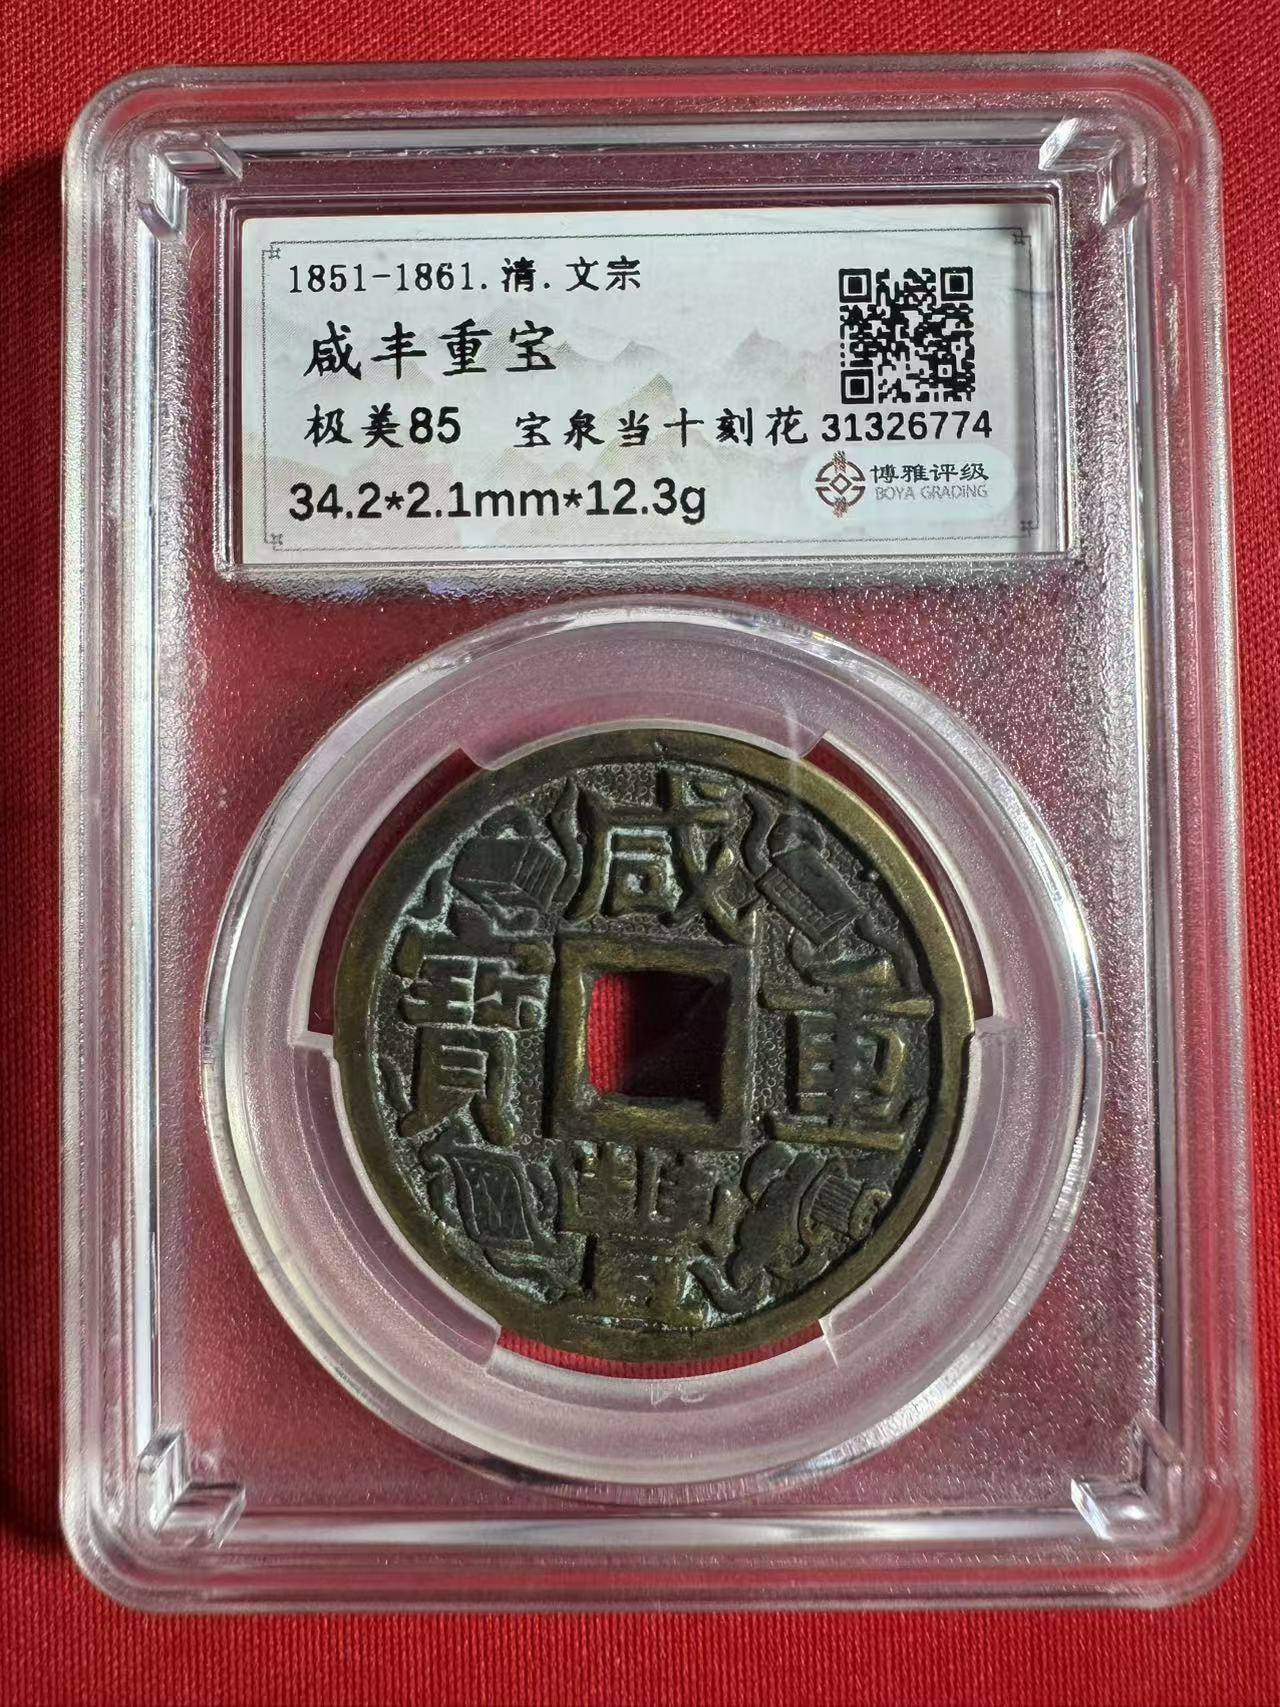 1851-1861.清.文宗
咸丰重宝
极美85 宝泉当十刻花 31326774
34.2*2.1mm*12.3g
博雅评级
BOYA GRADING
咸
寶 重
豐